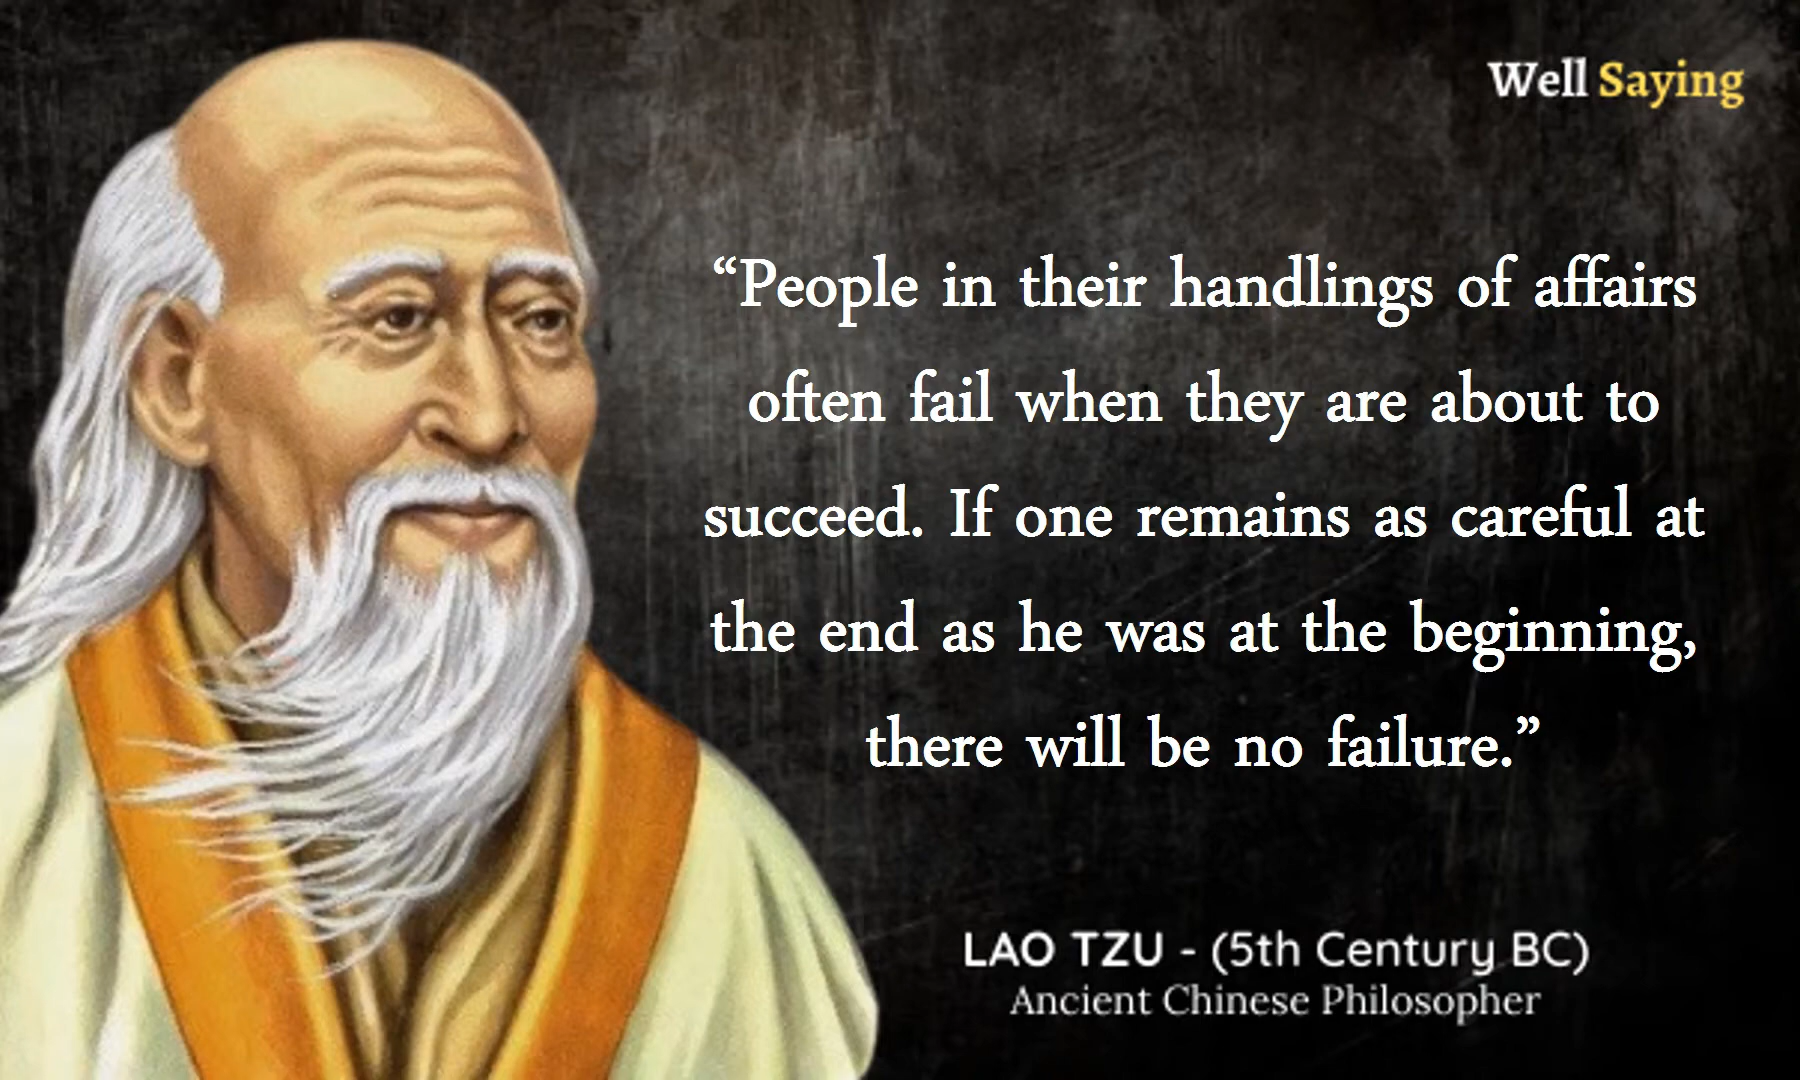 Well Saying
“People in their handlings of affairs
often fail when they are about to
succeed. If one remains as careful at
the end as he was at the beginning,
there will be no failure.”
LAO TZU - (5th Century BC)
Ancient Chinese Philosopher